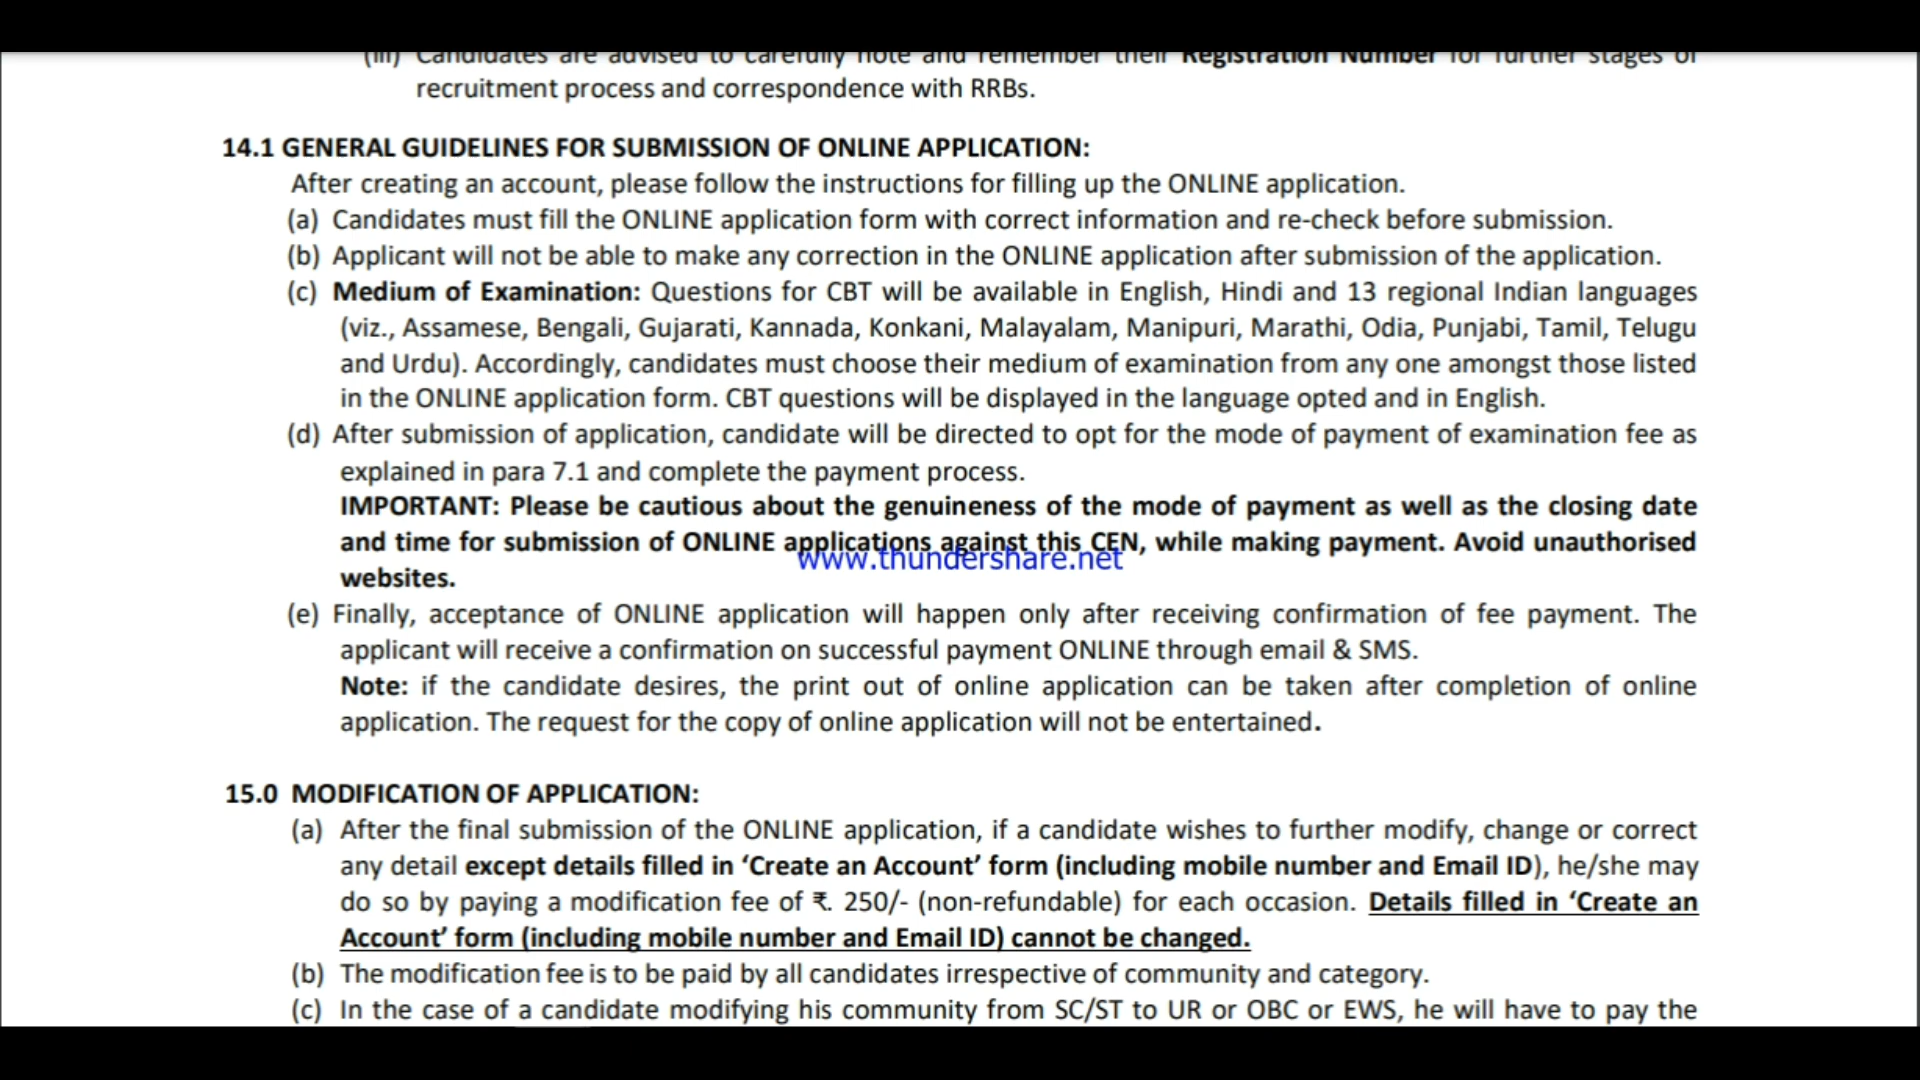 (iii) Candidates are advised to carefully note and remember their Registration Number for further stages of
recruitment process and correspondence with RRBs.
14.1 GENERAL GUIDELINES FOR SUBMISSION OF ONLINE APPLICATION:
After creating an account, please follow the instructions for filling up the ONLINE application.
(a) Candidates must fill the ONLINE application form with correct information and re-check before submission.
(b) Applicant will not be able to make any correction in the ONLINE application after submission of the application.
(c) Medium of Examination: Questions for CBT will be available in English, Hindi and 13 regional Indian languages
(viz., Assamese, Bengali, Gujarati, Kannada, Konkani, Malayalam, Manipuri, Marathi, Odia, Punjabi, Tamil, Telugu
and Urdu). Accordingly, candidates must choose their medium of examination from any one amongst those listed
in the ONLINE application form. CBT questions will be displayed in the language opted and in English.
(d) After submission of application, candidate will be directed to opt for the mode of payment of examination fee as
explained in para 7.1 and complete the payment process.
IMPORTANT: Please be cautious about the genuineness of the mode of payment as well as the closing date
and time for submission of ONLINE applications against this CEN, while making payment. Avoid unauthorised
www.thundershare.net
websites.
(e) Finally, acceptance of ONLINE application will happen only after receiving confirmation of fee payment. The
applicant will receive a confirmation on successful payment ONLINE through email & SMS.
Note: if the candidate desires, the print out of online application can be taken after completion of online
application. The request for the copy of online application will not be entertained.
15.0 MODIFICATION OF APPLICATION:
(a) After the final submission of the ONLINE application, if a candidate wishes to further modify, change or correct
any detail except details filled in ‘Create an Account’ form (including mobile number and Email ID), he/she may
do so by paying a modification fee of ₹. 250/- (non-refundable) for each occasion. Details filled in ‘Create an
Account’ form (including mobile number and Email ID) cannot be changed.
(b) The modification fee is to be paid by all candidates irrespective of community and category.
(c) In the case of a candidate modifying his community from SC/ST to UR or OBC or EWS, he will have to pay the